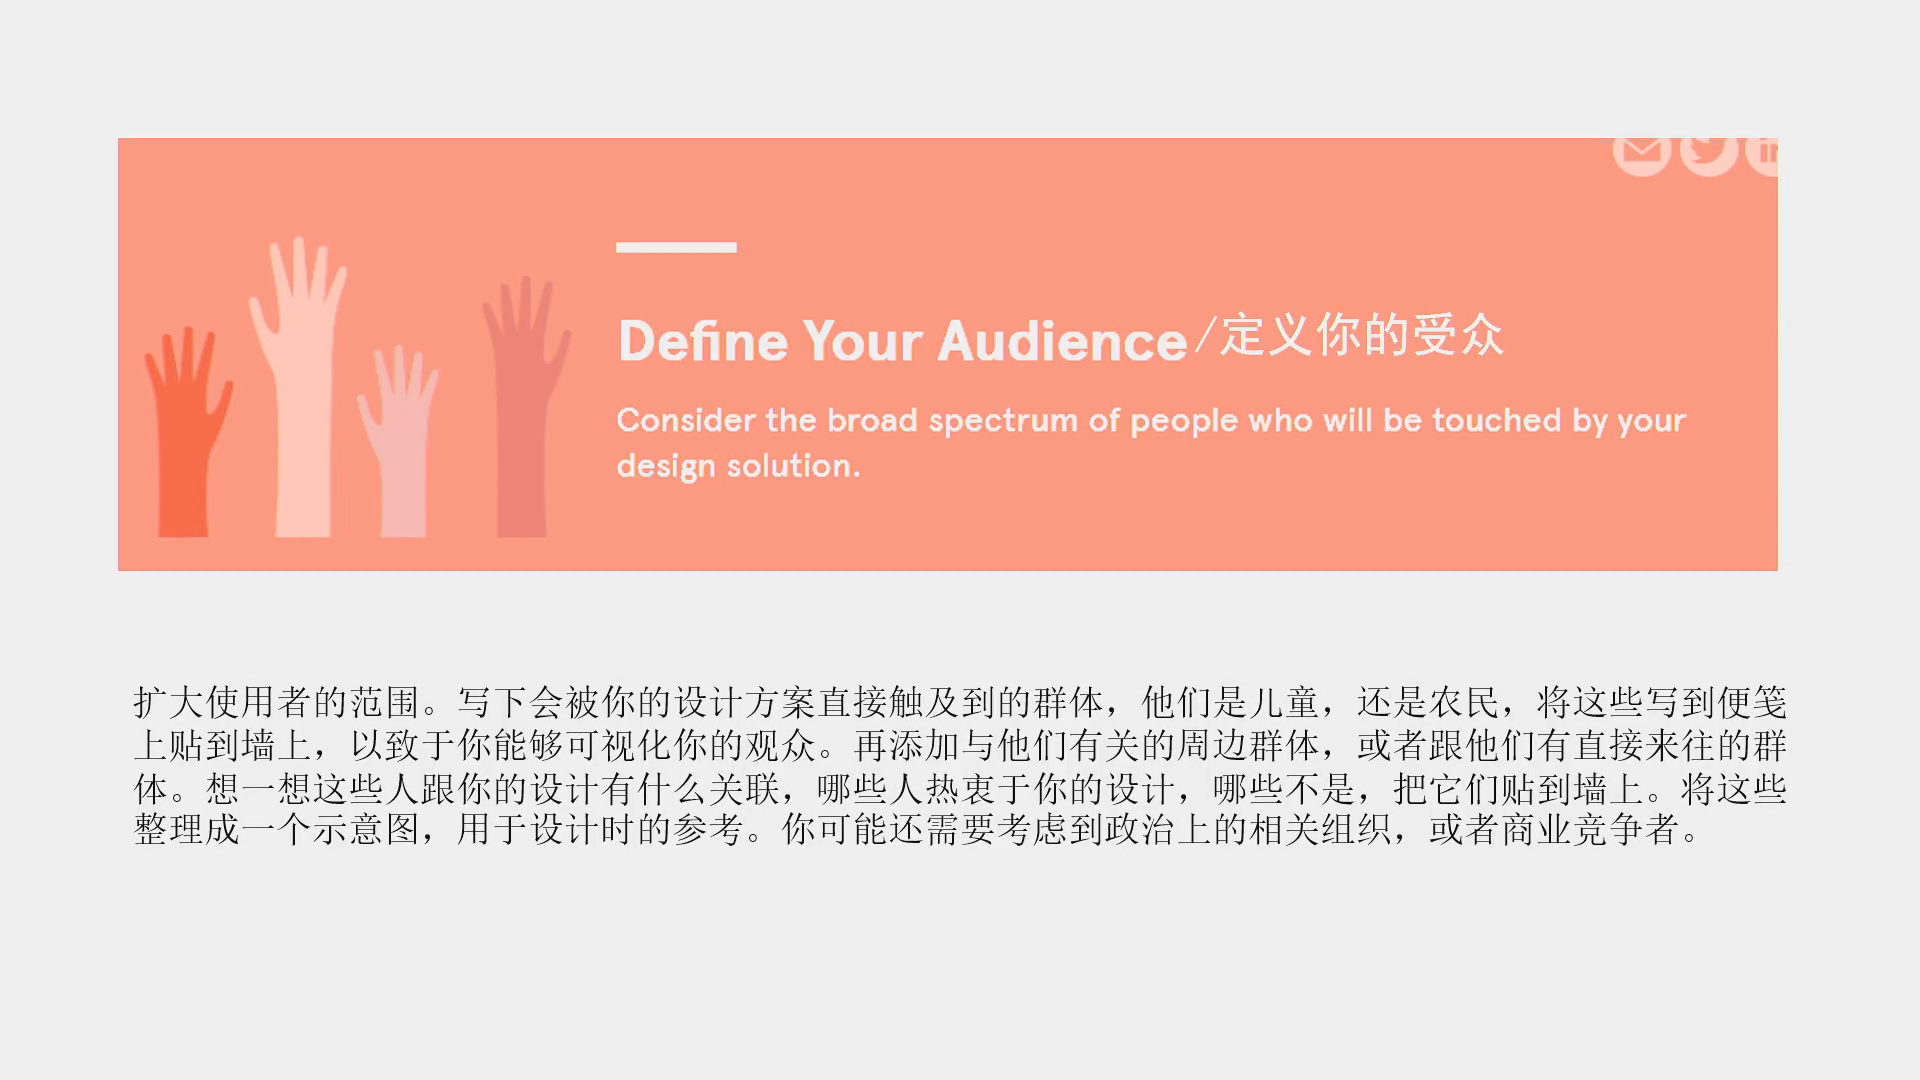 Define Your Audience/定义你的受众
Consider the broad spectrum of people who will be touched by your
design solution.
扩大使用者的范围。写下会被你的设计方案直接触及到的群体，他们是儿童，还是农民，将这些写到便笺
上贴到墙上，以致于你能够可视化你的观众。再添加与他们有关的周边群体，或者跟他们有直接来往的群
体。想一想这些人跟你的设计有什么关联，哪些人热衷于你的设计，哪些不是，把它们贴到墙上。将这些
整理成一个示意图，用于设计时的参考。你可能还需要考虑到政治上的相关组织，或者商业竞争者。